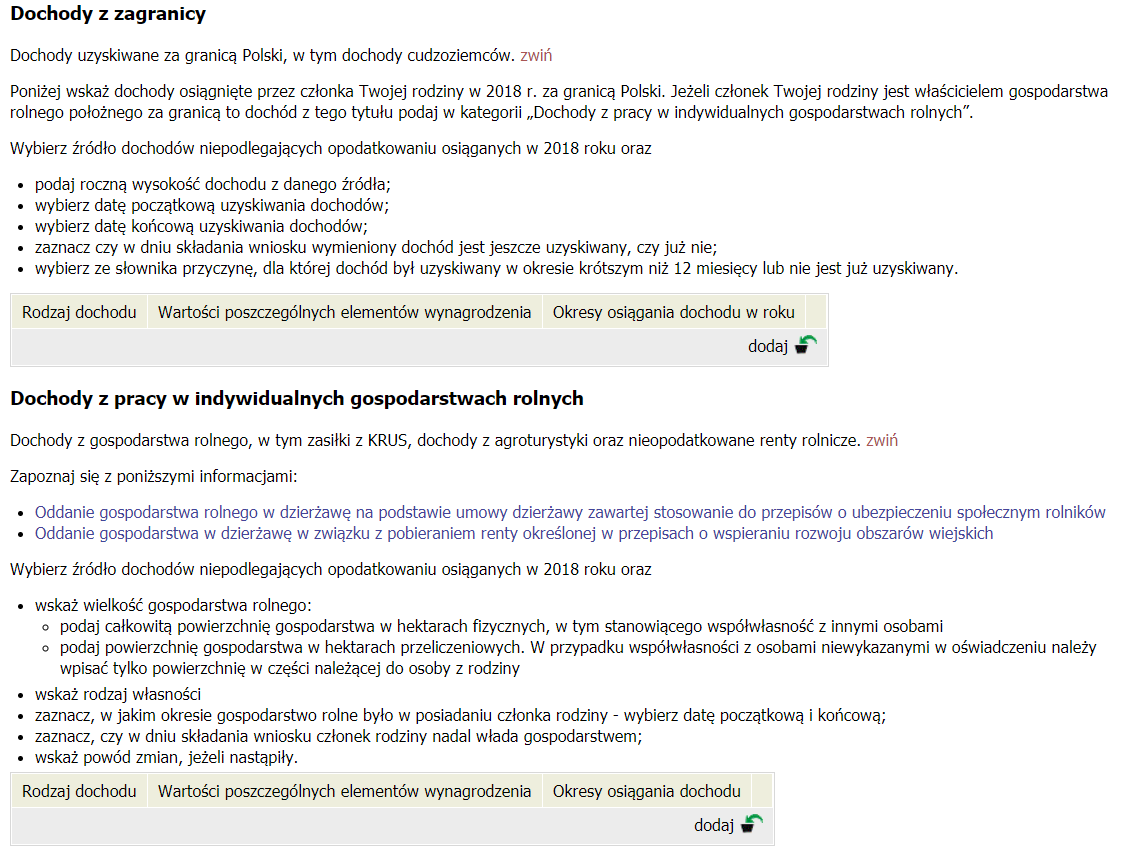 Dochody z zagranicy
Dochody uzyskiwane za granicą Polski, w tym dochody cudzoziemców. zwiń
Poniżej wskaż dochody osiągnięte przez członka Twojej rodziny w 2018 r. za granicą Polski. Jeżeli członek Twojej rodziny jest właścicielem gospodarstwa
rolnego położnego za granicą to dochód z tego tytułu podaj w kategorii „Dochody z pracy w indywidualnych gospodarstwach rolnych”.
Wybierz źródło dochodów niepodlegających opodatkowaniu osiąganych w 2018 roku oraz
• podaj roczną wysokość dochodu z danego źródła;
• wybierz datę początkową uzyskiwania dochodów;
• wybierz datę końcową uzyskiwania dochodów;
• zaznacz czy w dniu składania wniosku wymieniony dochód jest jeszcze uzyskiwany, czy już nie;
• wybierz ze słownika przyczynę, dla której dochód był uzyskiwany w okresie krótszym niż 12 miesięcy lub nie jest już uzyskiwany.
Rodzaj dochodu Wartości poszczególnych elementów wynagrodzenia Okresy osiągania dochodu w roku
dodaj
Dochody z pracy w indywidualnych gospodarstwach rolnych
Dochody z gospodarstwa rolnego, w tym zasiłki z KRUS, dochody z agroturystyki oraz nieopodatkowane renty rolnicze. zwiń
Zapoznaj się z poniższymi informacjami:
• Oddanie gospodarstwa rolnego w dzierżawę na podstawie umowy dzierżawy zawartej stosowanie do przepisów o ubezpieczeniu społecznym rolników
• Oddanie gospodarstwa w dzierżawę w związku z pobieraniem renty określonej w przepisach o wspieraniu rozwoju obszarów wiejskich
Wybierz źródło dochodów niepodlegających opodatkowaniu osiąganych w 2018 roku oraz
• wskaż wielkość gospodarstwa rolnego:
◦ podaj całkowitą powierzchnię gospodarstwa w hektarach fizycznych, w tym stanowiącego współwłasność z innymi osobami
◦ podaj powierzchnię gospodarstwa w hektarach przeliczeniowych. W przypadku współwłasności z osobami niewykazanymi w oświadczeniu należy
wpisać tylko powierzchnię w części należącej do osoby z rodziny
• wskaż rodzaj własności
• zaznacz, w jakim okresie gospodarstwo rolne było w posiadaniu członka rodziny - wybierz datę początkową i końcową;
• zaznacz, czy w dniu składania wniosku członek rodziny nadal włada gospodarstwem;
• wskaż powód zmian, jeżeli nastąpiły.
Rodzaj dochodu Wartości poszczególnych elementów wynagrodzenia Okresy osiągania dochodu
dodaj